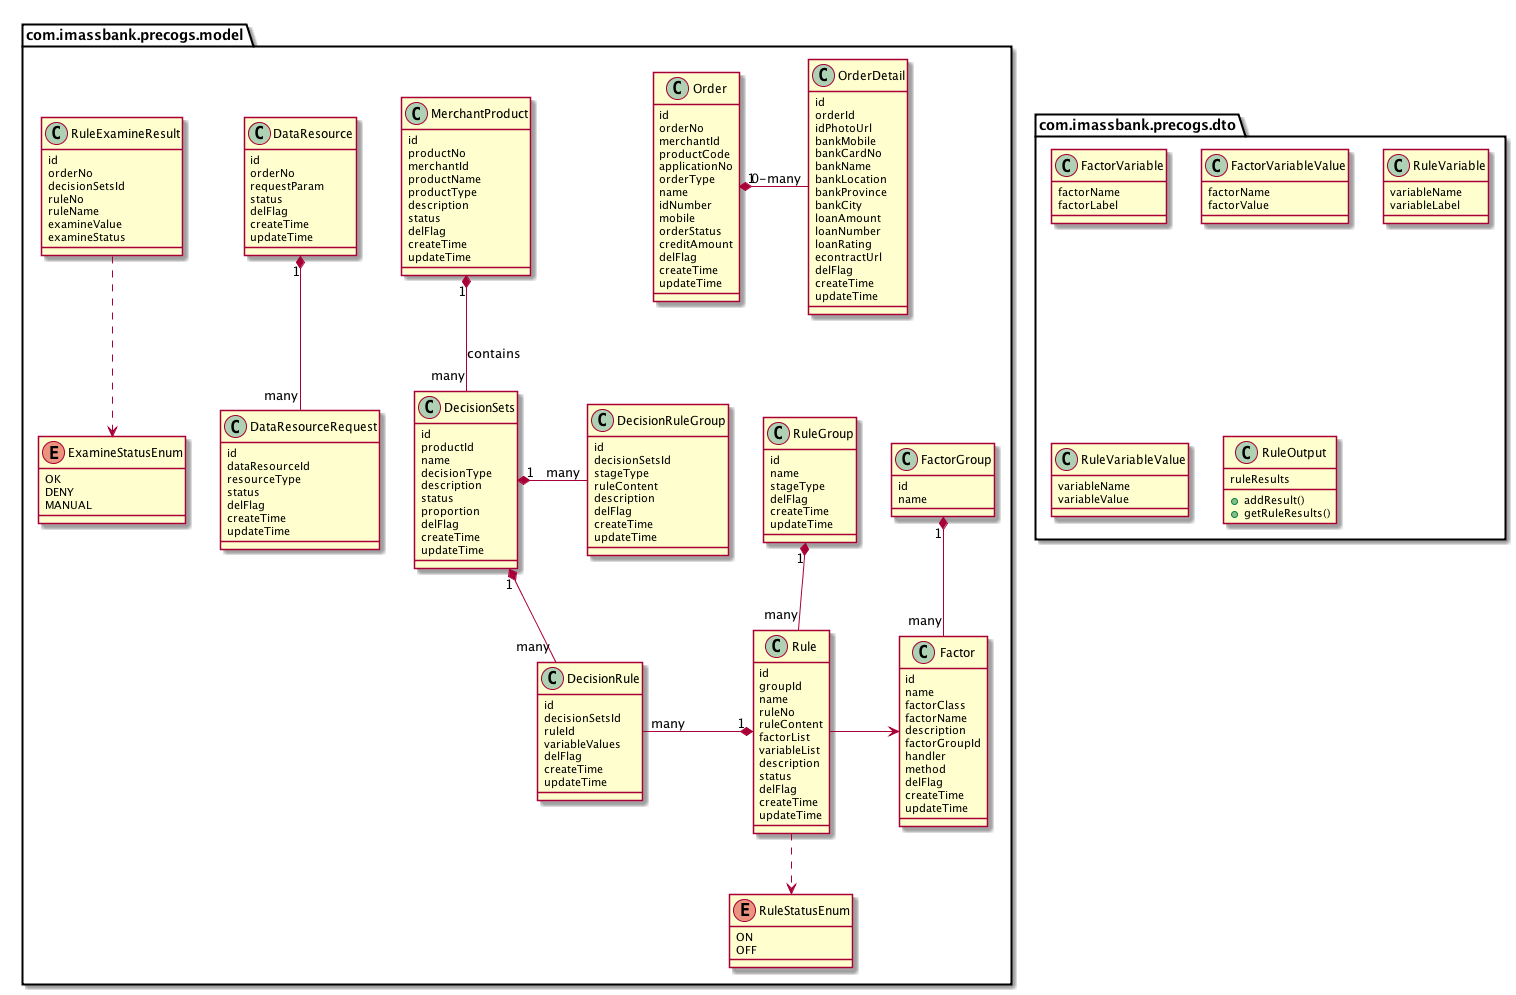 com.imassbank.precogs.model
RuleExamineResult
id
orderNo
decisionSetsId
ruleNo
ruleName
examineValue
examineStatus
DataResource
id
orderNo
requestParam
status
delFlag
createTime
updateTime
MerchantProduct
id
productNo
merchantId
productName
productType
description
status
delFlag
createTime
updateTime
Order
id
orderNo
merchantId
productCode
applicationNo
orderType
name
idNumber
mobile
orderStatus
creditAmount
delFlag
createTime
updateTime
1
0-many
OrderDetail
id
orderId
idPhotoUrl
bankMobile
bankCardNo
bankName
bankLocation
bankProvince
bankCity
loanAmount
loanNumber
loanRating
econtractUrl
delFlag
createTime
updateTime
1
many
1
contains
many
ExamineStatusEnum
OK
DENY
MANUAL
DataResourceRequest
id
dataResourceId
resourceType
status
delFlag
createTime
updateTime
DecisionSets
id
productId
name
decisionType
description
status
proportion
delFlag
createTime
updateTime
1
many
DecisionRuleGroup
id
decisionSetsId
stageType
ruleContent
description
delFlag
createTime
updateTime
RuleGroup
id
name
stageType
delFlag
createTime
updateTime
FactorGroup
id
name
1
many
1
many
1
many
DecisionRule
id
decisionSetsId
ruleId
variableValues
delFlag
createTime
updateTime
many
1
Rule
id
groupId
name
ruleNo
ruleContent
factorList
variableList
description
status
delFlag
createTime
updateTime
Factor
id
name
factorClass
factorName
description
factorGroupId
handler
method
delFlag
createTime
updateTime
RuleStatusEnum
ON
OFF
com.imassbank.precogs.dto
FactorVariable
factorName
factorLabel
FactorVariableValue
factorName
factorValue
RuleVariable
variableName
variableLabel
RuleVariableValue
variableName
variableValue
RuleOutput
ruleResults
addResult()
getRuleResults()